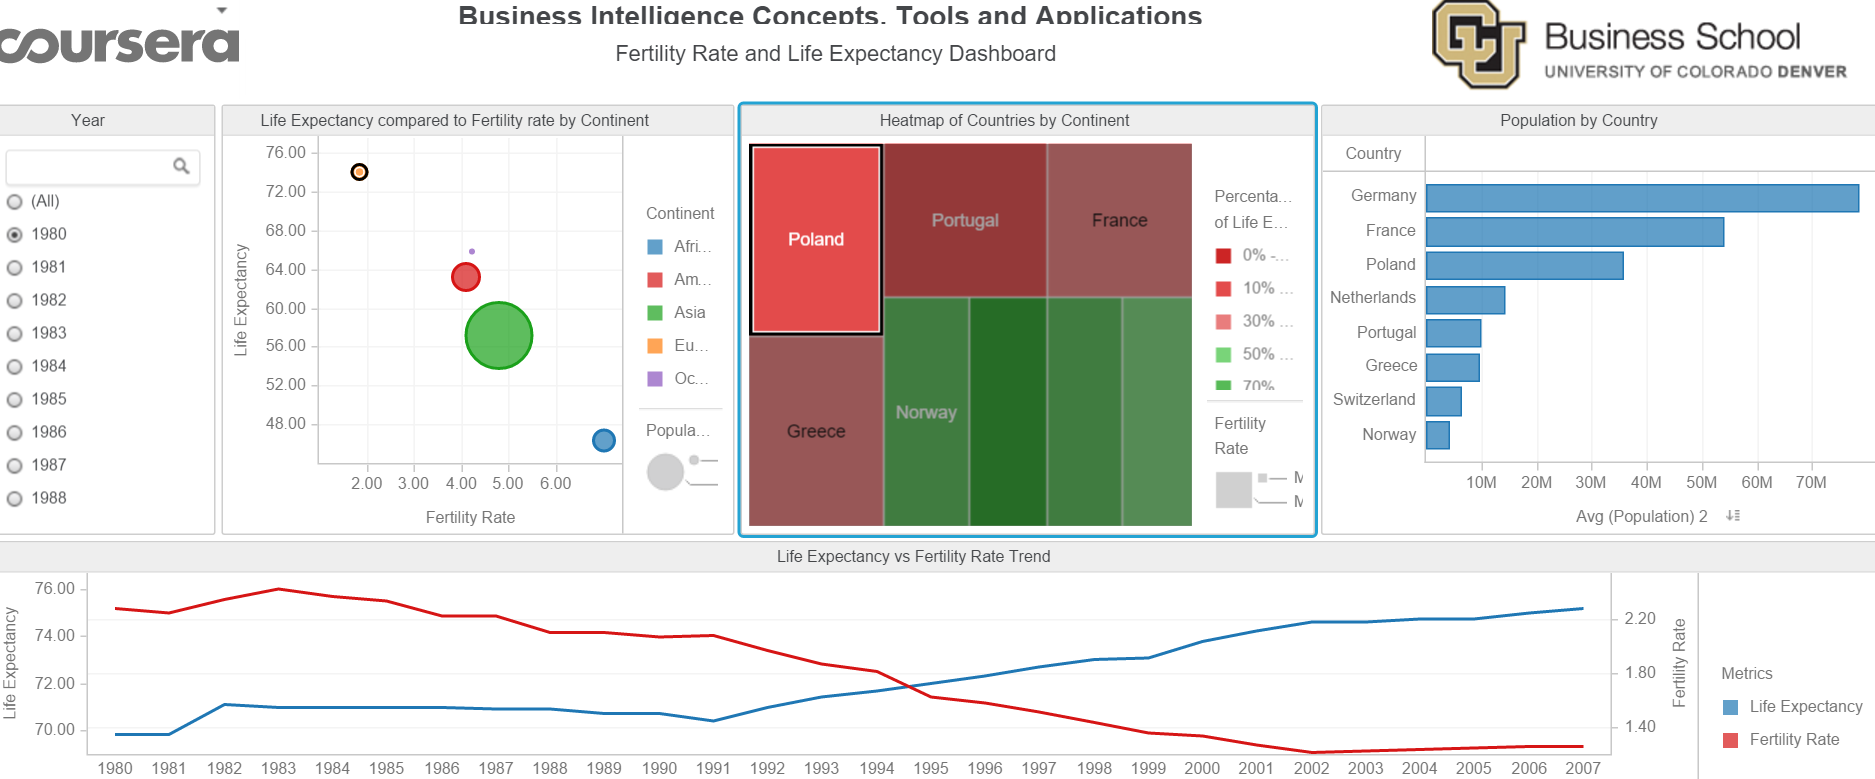 coursera
Business Intelligence Concepts, Tools and Applications
Fertility Rate and Life Expectancy Dashboard
CU
Business School
UNIVERSITY OF COLORADO DENVER
Year
(All)
1980
1981
1982
1983
1984
1985
1986
1987
1988
Life Expectancy compared to Fertility rate by Continent
Life Expectancy
76.00
72.00
68.00
64.00
60.00
56.00
52.00
48.00
2.00 3.00 4.00 5.00 6.00
Fertility Rate
Continent
Afri...
Am...
Asia
Eu...
Oc...
Popula...
Heatmap of Countries by Continent
Poland
Portugal
France
Greece
Norway
Percenta...
of Life E...
0% -...
10% ...
30% ...
50% ...
70%
Fertility
Rate
M
M
Population by Country
Country
Germany
France
Poland
Netherlands
Portugal
Greece
Switzerland
Norway
10M 20M 30M 40M 50M 60M 70M
Avg (Population) 2
Life Expectancy vs Fertility Rate Trend
Life Expectancy
76.00
74.00
72.00
70.00
1980 1981 1982 1983 1984 1985 1986 1987 1988 1989 1990 1991 1992 1993 1994 1995 1996 1997 1998 1999 2000 2001 2002 2003 2004 2005 2006 2007
2.20
1.80
1.40
Fertility Rate
Metrics
Life Expectancy
Fertility Rate